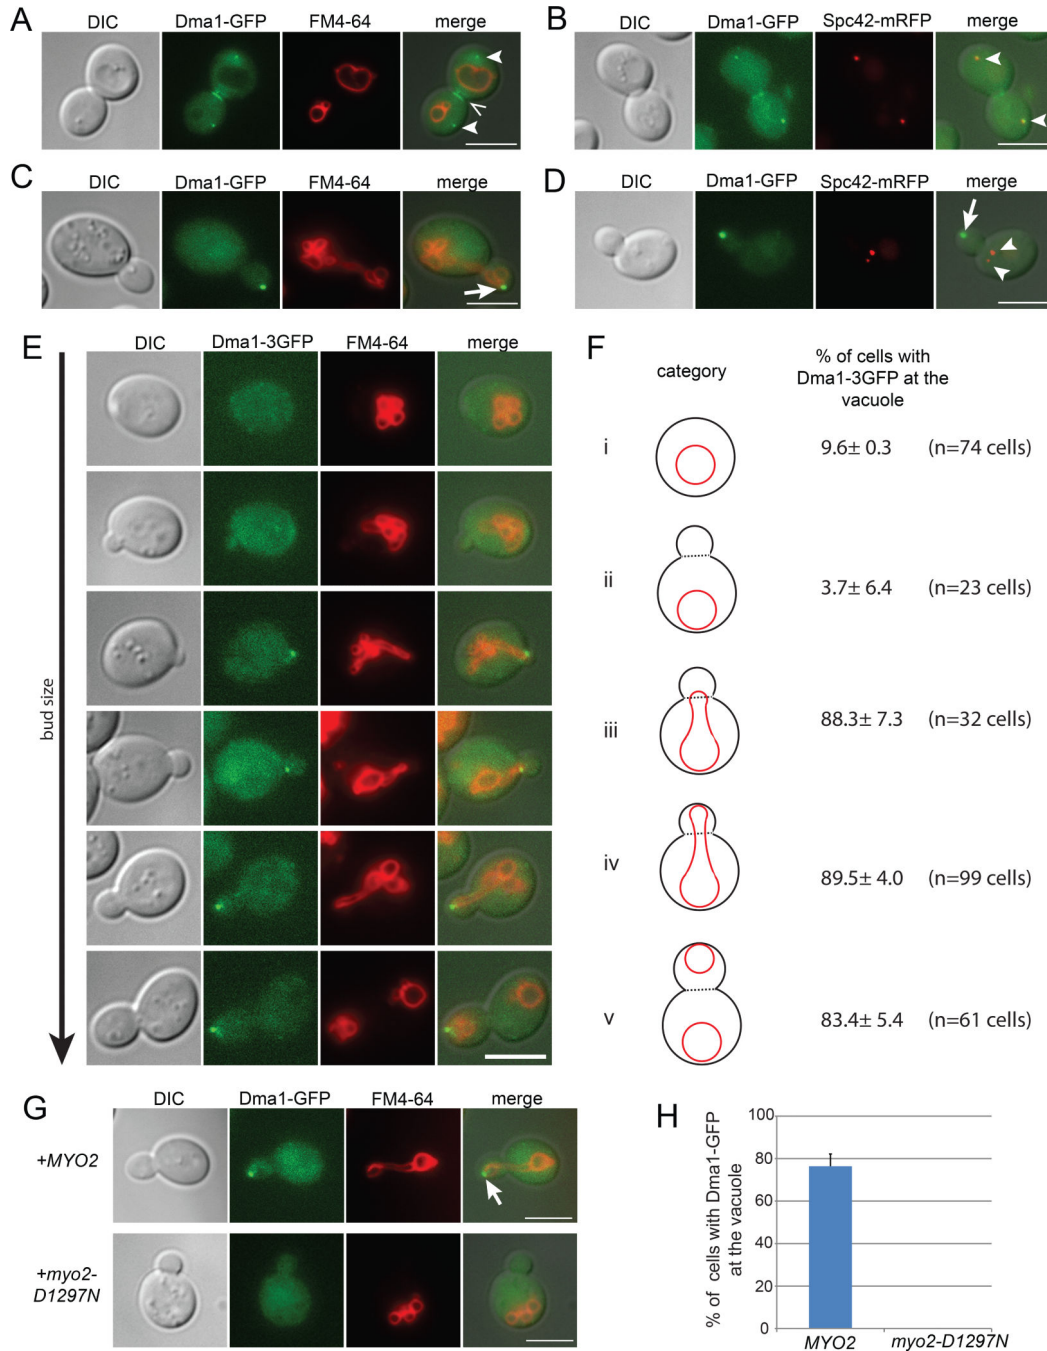 A DIC Dma1-GFP FM4-64 merge
B DIC Dma1-GFP Spc42-mRFP merge
C DIC Dma1-GFP FM4-64 merge
D DIC Dma1-GFP Spc42-mRFP merge
E DIC Dma1-3GFP FM4-64 merge
bud size
F category % of cells with
Dma1-3GFP at the
vacuole
i 9.6± 0.3 (n=74 cells)
ii 3.7± 6.4 (n=23 cells)
iii 88.3± 7.3 (n=32 cells)
iv 89.5± 4.0 (n=99 cells)
v 83.4± 5.4 (n=61 cells)
G DIC Dma1-GFP FM4-64 merge
+MYO2
+myo2-
D1297N
H
% of cells with Dma1-GFP
at the vacuole
100
80
60
40
20
0
MYO2 myo2-D1297N